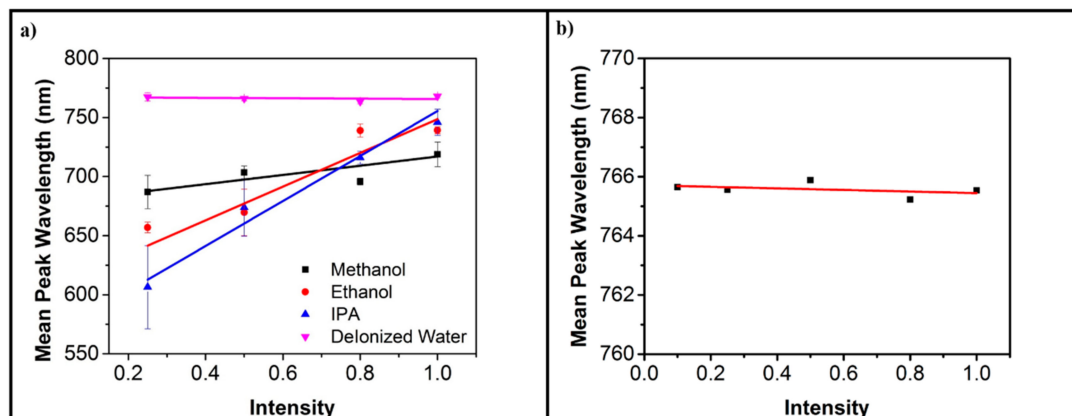 a)
800
750
700
650
600
550
0.2 0.4 0.6 0.8 1.0
Mean Peak Wavelength (nm)
Intensity
Methanol
Ethanol
IPA
DeIonized Water
b)
770
768
766
764
762
760
0.0 0.2 0.4 0.6 0.8 1.0
Mean Peak Wavelength (nm)
Intensity